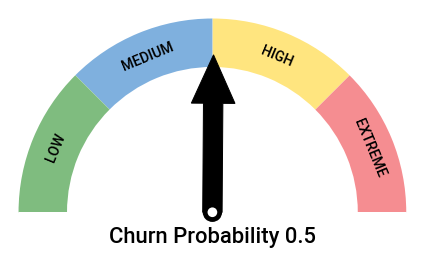 LOW
MEDIUM
HIGH
EXTREME
Churn Probability 0.5